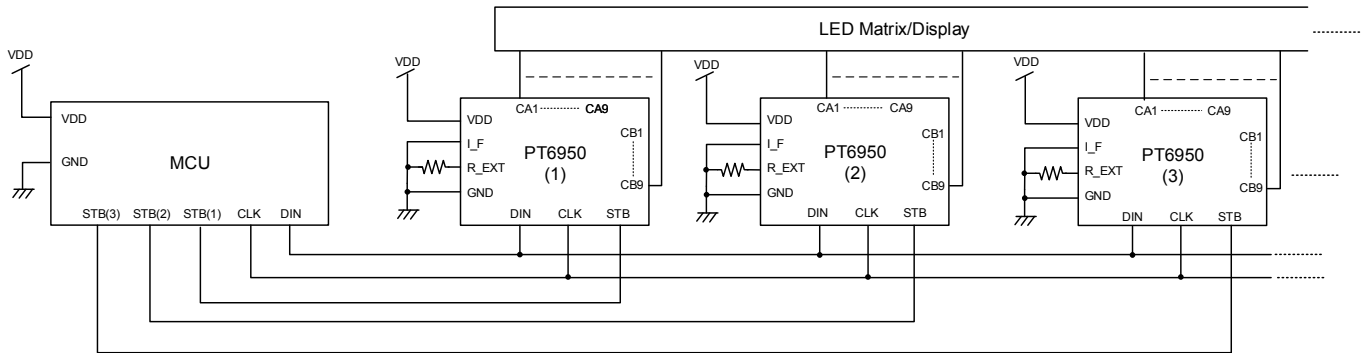 LED Matrix/Display
VDD
VDD
VDD
VDD
VDD
GND
MCU
STB(3) STB(2) STB(1) CLK DIN
CA1 CA9
VDD
CB1
I_F
PT6950
(1)
R_EXT
CB9
GND
DIN CLK STB
CA1 CA9
VDD
CB1
I_F
PT6950
(2)
R_EXT
CB9
GND
DIN CLK STB
CA1 CA9
VDD
CB1
I_F
PT6950
(3)
R_EXT
CB9
GND
DIN CLK STB